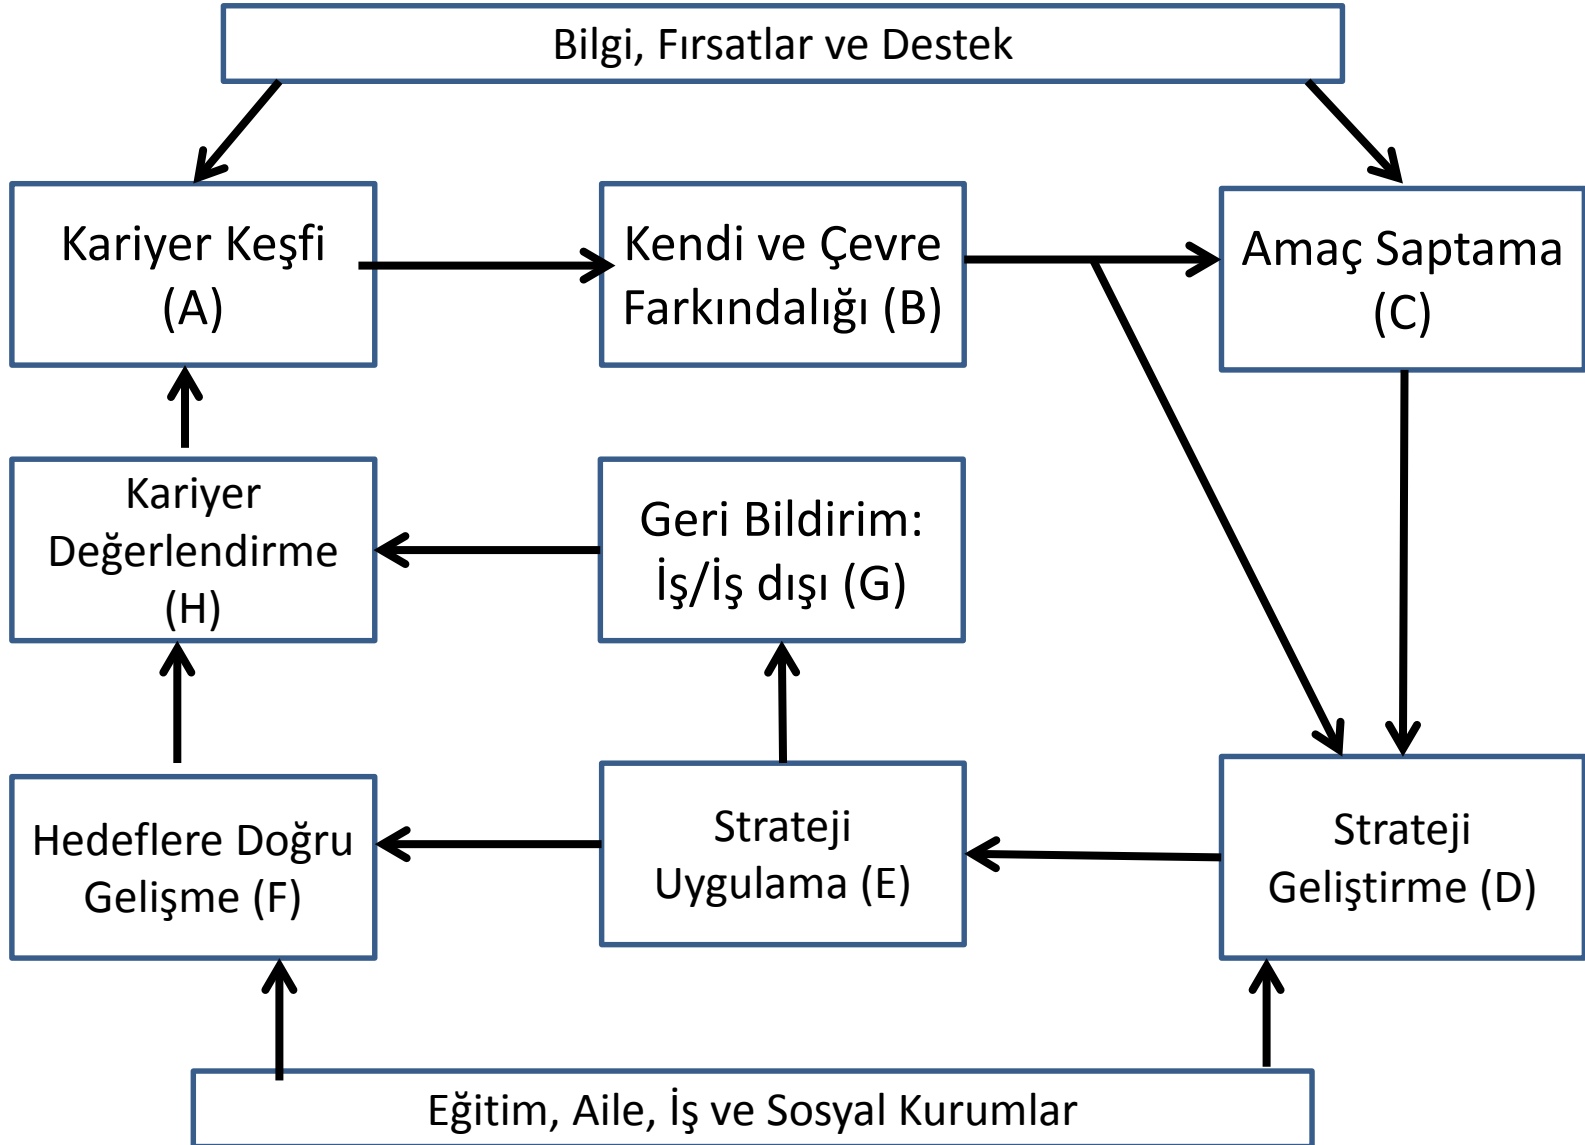 Bilgi, Fırsatlar ve Destek
Kariyer Keşfi
(A)
Kendi ve Çevre
Farkındalığı (B)
Amaç Saptama
(C)
Kariyer
Değerlendirme
(H)
Geri Bildirim:
İş/İş dışı (G)
Hedeflere Doğru
Gelişme (F)
Strateji
Uygulama (E)
Strateji
Geliştirme (D)
Eğitim, Aile, İş ve Sosyal Kurumlar